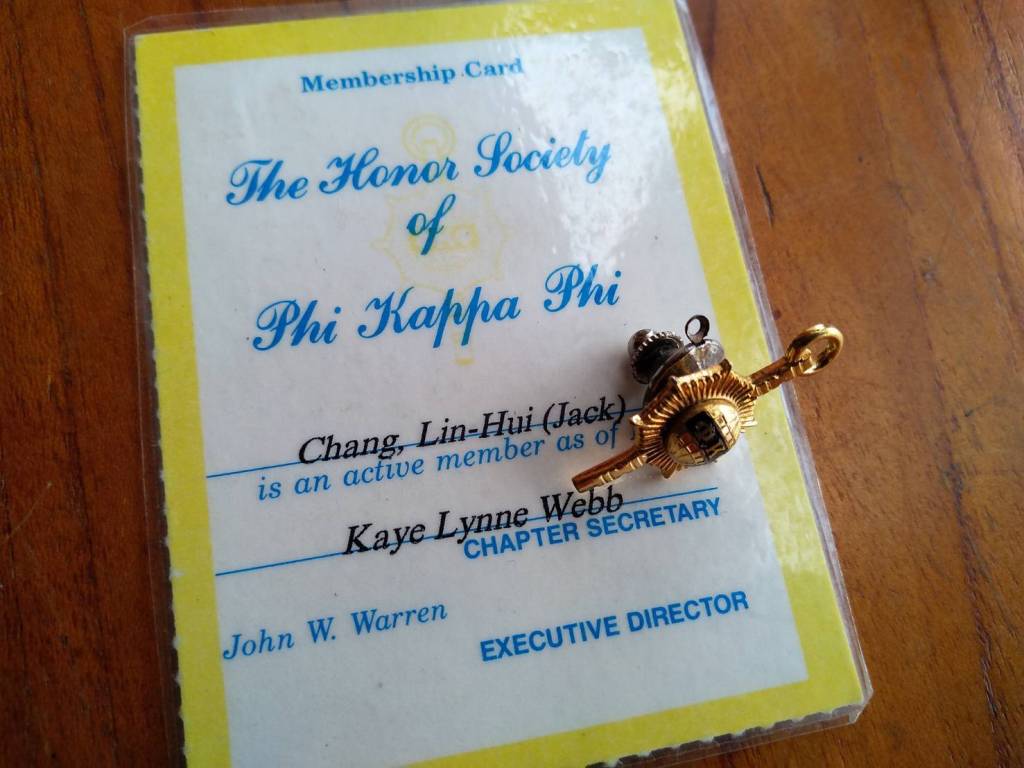 Membership Card
The Honor Society
of
Phi Kappa Phi
Chang, Lin-Hui (Jack)
is an active member as of
Kaye Lynne Webb
CHAPTER SECRETARY
John W. Warren
EXECUTIVE DIRECTOR